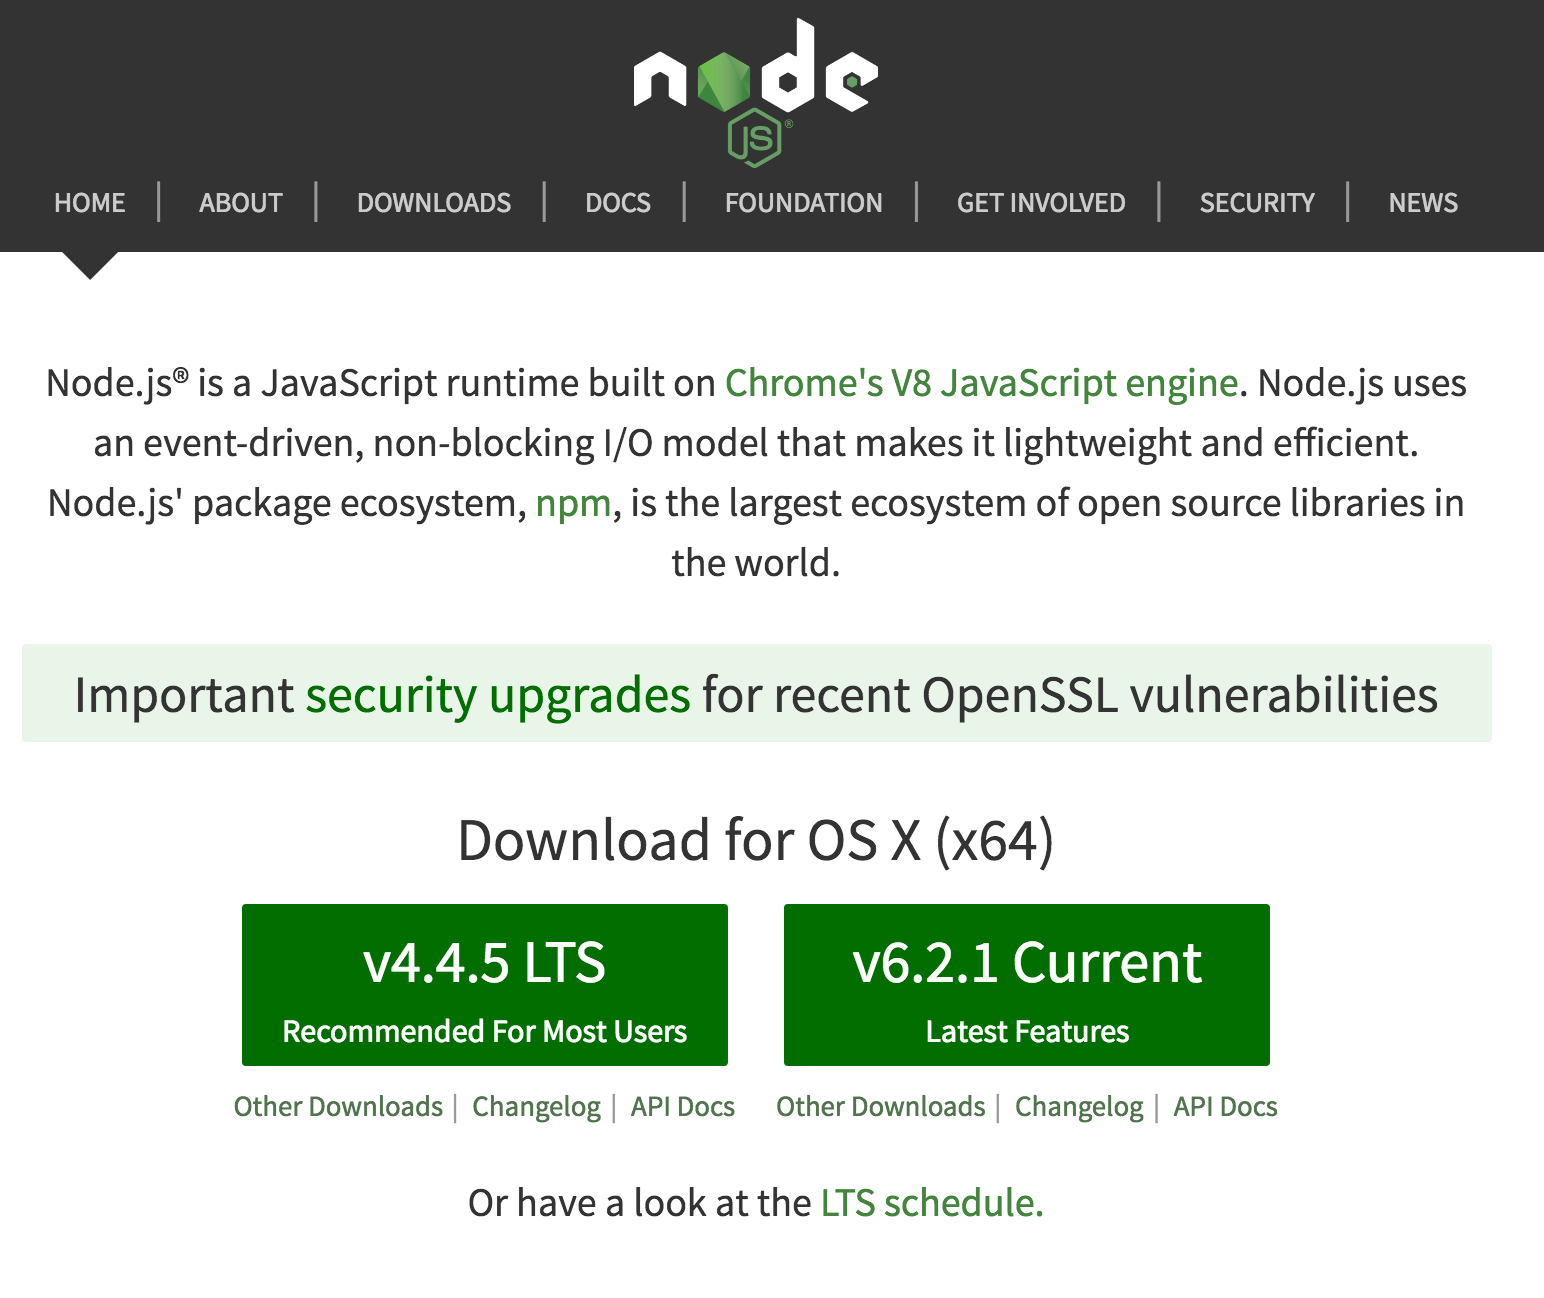 node
JS®
HOME | ABOUT | DOWNLOADS | DOCS | FOUNDATION | GET INVOLVED | SECURITY | NEWS
Node.js® is a JavaScript runtime built on Chrome's V8 JavaScript engine. Node.js uses
an event-driven, non-blocking I/O model that makes it lightweight and efficient.
Node.js' package ecosystem, npm, is the largest ecosystem of open source libraries in
the world.
Important security upgrades for recent OpenSSL vulnerabilities
Download for OS X (x64)
v4.4.5 LTS
Recommended For Most Users
v6.2.1 Current
Latest Features
Other Downloads | Changelog | API Docs
Other Downloads | Changelog | API Docs
Or have a look at the LTS schedule.